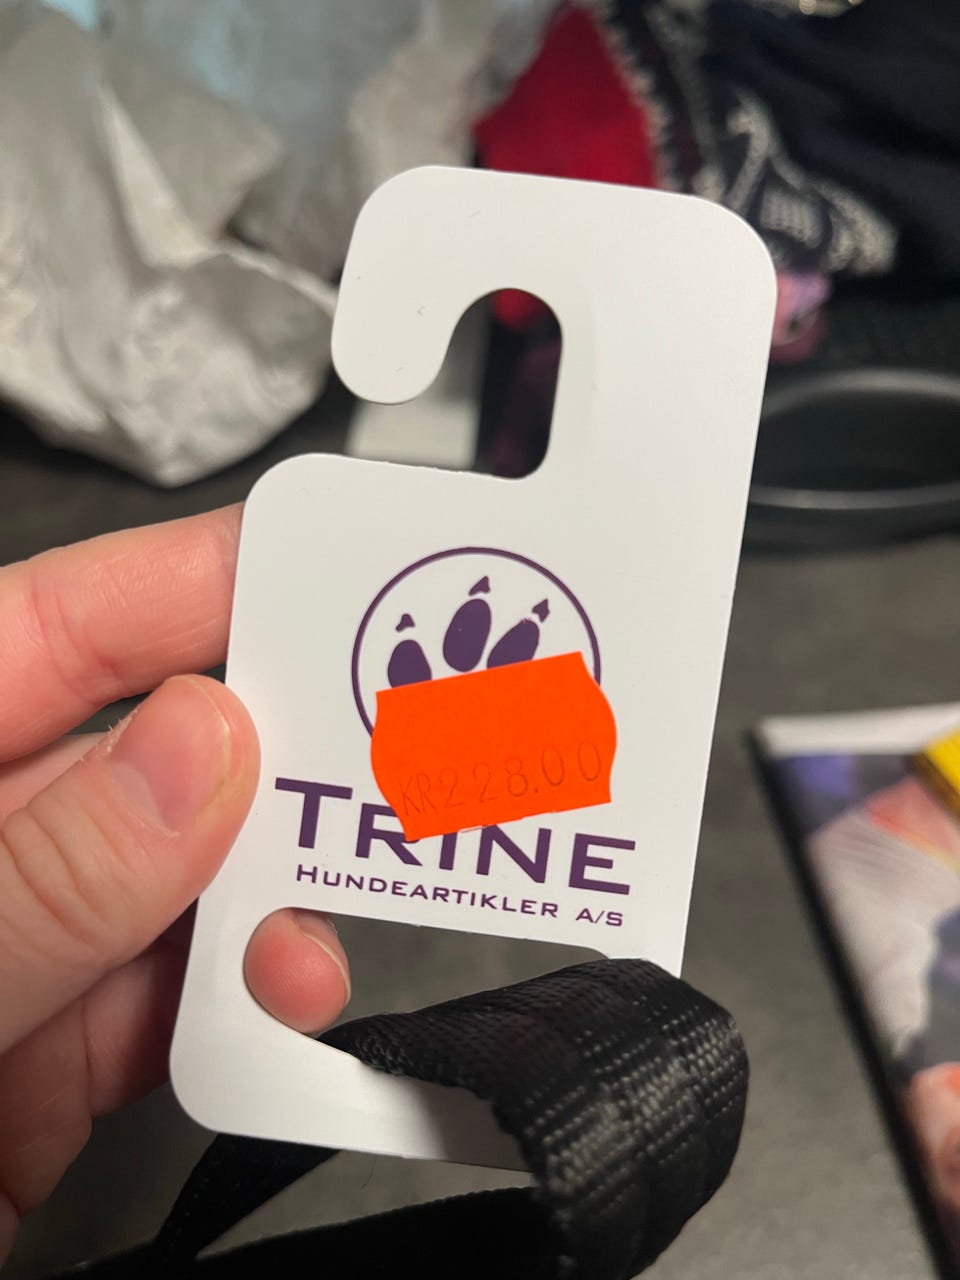 KR228.00
TRINE
HUNDEARTIKLER A/S